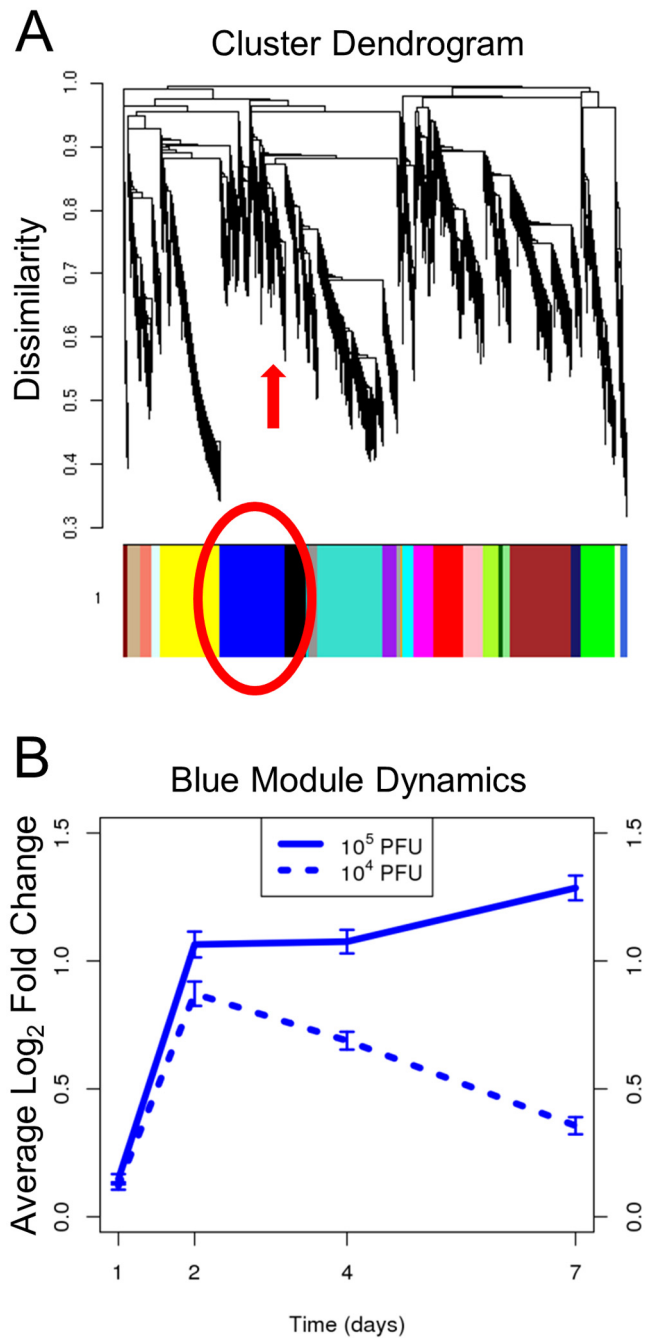 A
Cluster Dendrogram
Dissimilarity
1.0
0.9
0.8
0.7
0.6
0.5
0.4
0.3
1
B
Blue Module Dynamics
Average Log₂ Fold Change
1.5
1.0
0.5
0.0
10⁵ PFU
10⁴ PFU
1.5
1.0
0.5
0.0
1 2 4 7
Time (days)